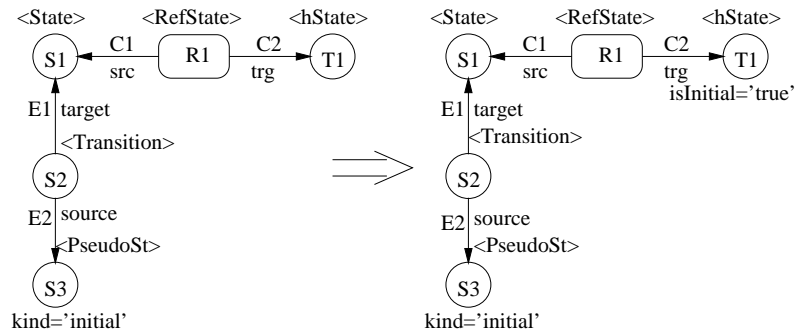 <State> <RefState> <hState> <State> <RefState> <hState>
S1 C1 R1 C2 T1 S1 C1 R1 C2 T1
src trg src trg
isInitial='true'
E1 target E1 target
<Transition> <Transition>
S2 S2
E2 source E2 source
<PseudoSt> <PseudoSt>
S3 S3
kind='initial' kind='initial'